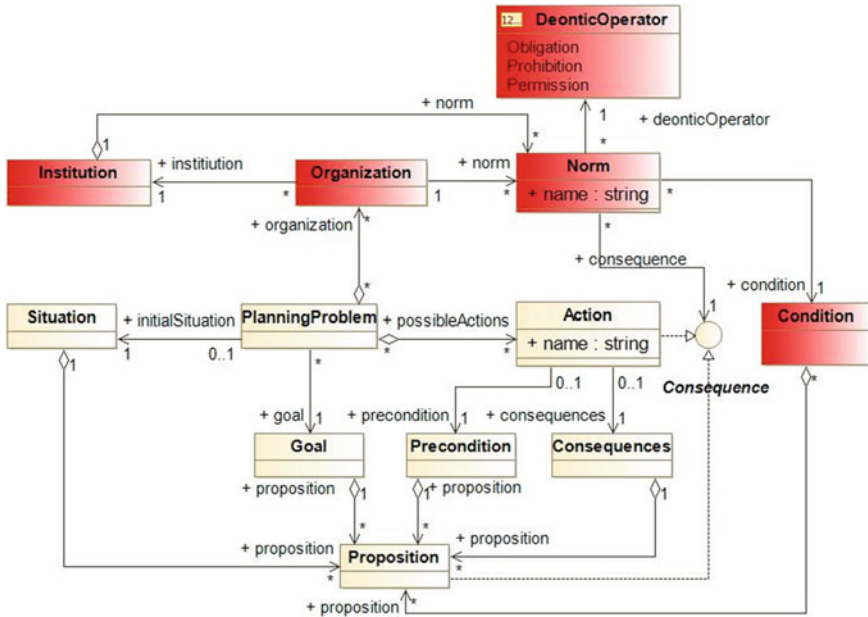 12... DeonticOperator
Obligation
Prohibition
Permission
+ norm
1
+ deonticOperator
1
*
*
Institution
+ institiution
1
*
Organization
+ norm
1
*
Norm
+ name : string
*
*
+ organization
*
+ consequence
+ condition
1
1
Situation
+ initialSituation
1
0..1
PlanningProblem
*
+ possibleActions
*
*
Action
+ name : string
Condition
1
*
0..1
0..1
Consequence
*
+ goal
1
+ precondition
1
+ consequences
1
Goal
Precondition
Consequences
+ proposition
1
1
+ proposition
1
*
*
+ proposition
*
Proposition
+ proposition
*
+ proposition
*